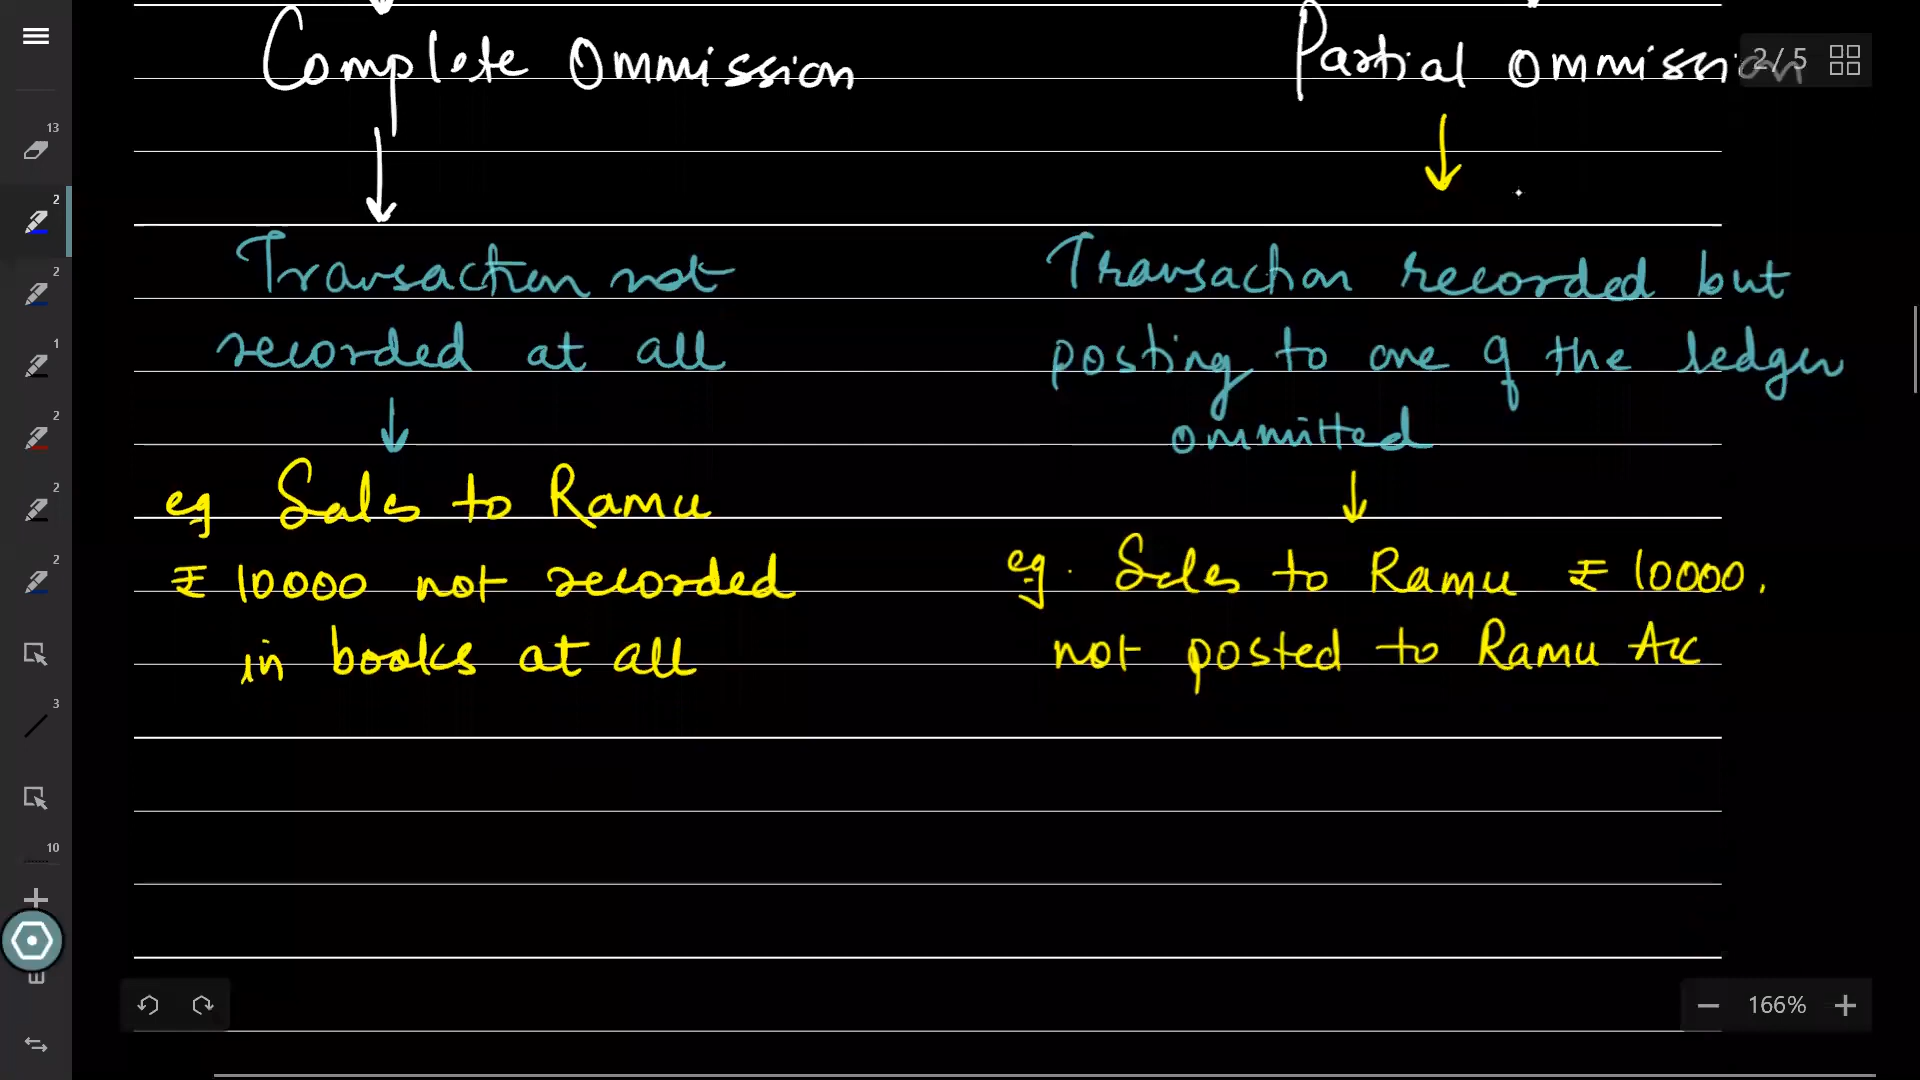 Complete Ommission
Transaction not
recorded at all
eg Sales to Ramu
₹ 10000 not recorded
in books at all
Partial Ommission
Transaction recorded but
posting to one of the ledger
ommitted
eg. Sales to Ramu ₹ 10000.
not posted to Ramu A/c
2/5
13
2
2
1
2
2
2
3
10
166%